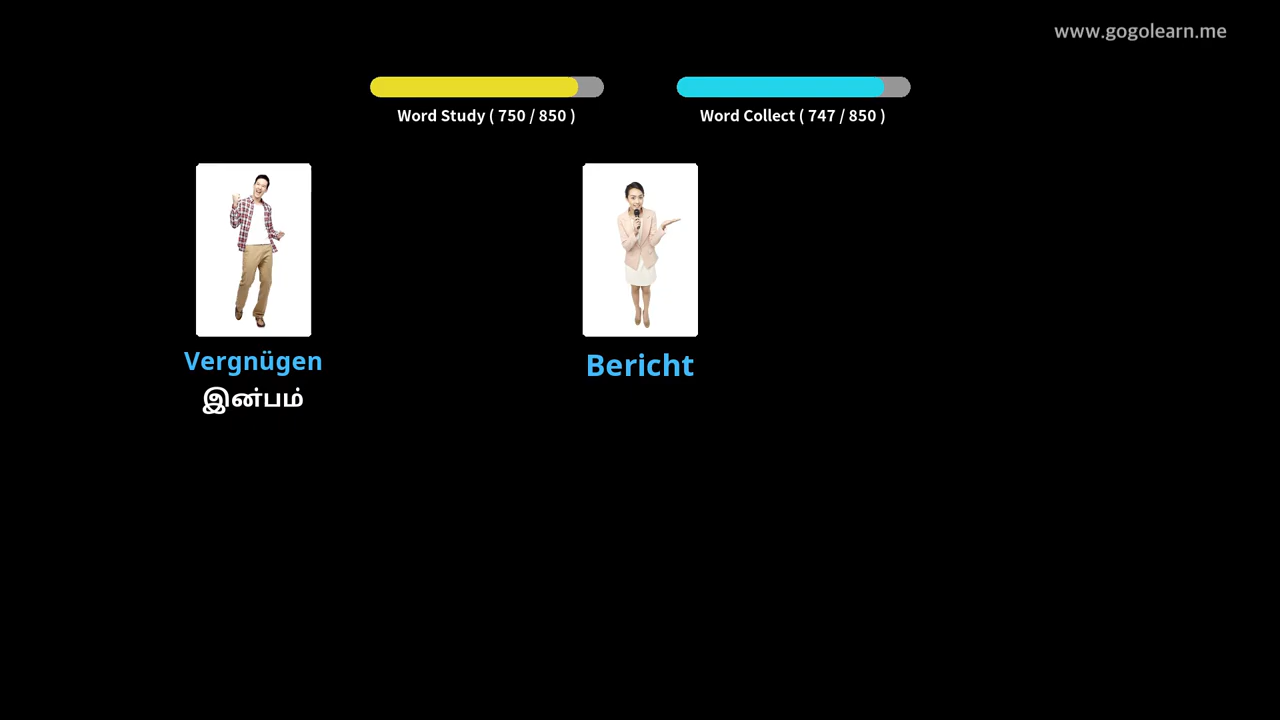 www.gogolearn.me
Word Study ( 750 / 850 )
Word Collect ( 747 / 850 )
Vergnügen
இன்பம்
Bericht